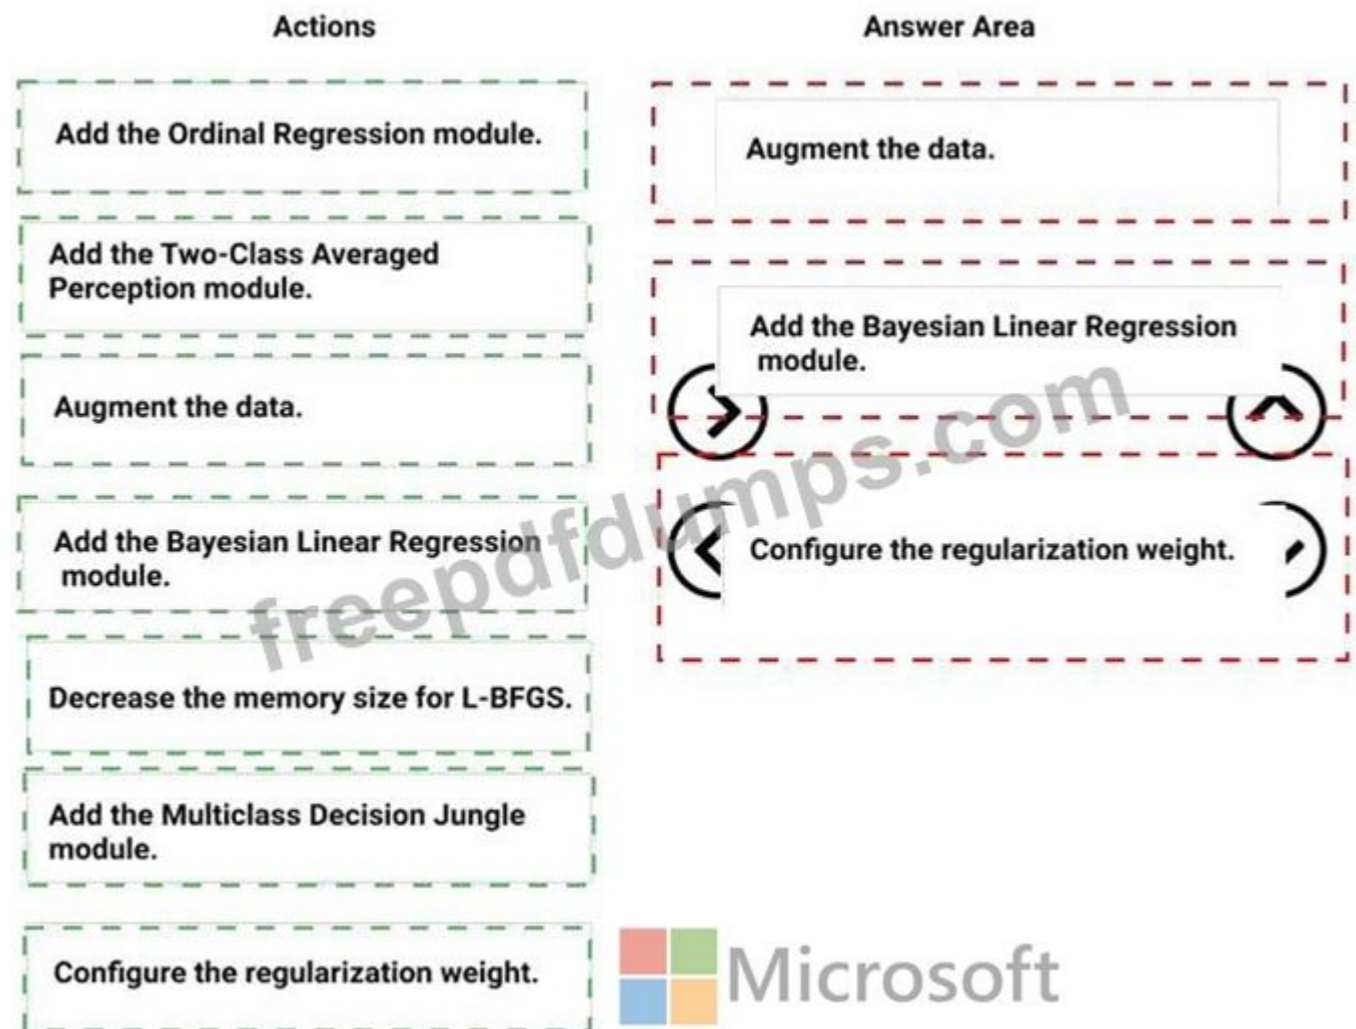 Actions
Answer Area
Add the Ordinal Regression module.
Add the Two-Class Averaged
Perception module.
Augment the data.
Add the Bayesian Linear Regression
module.
Decrease the memory size for L-BFGS.
Add the Multiclass Decision Jungle
module.
Configure the regularization weight.
Augment the data.
Add the Bayesian Linear Regression
module.
Configure the regularization weight.
freepdfdumps.com
Microsoft